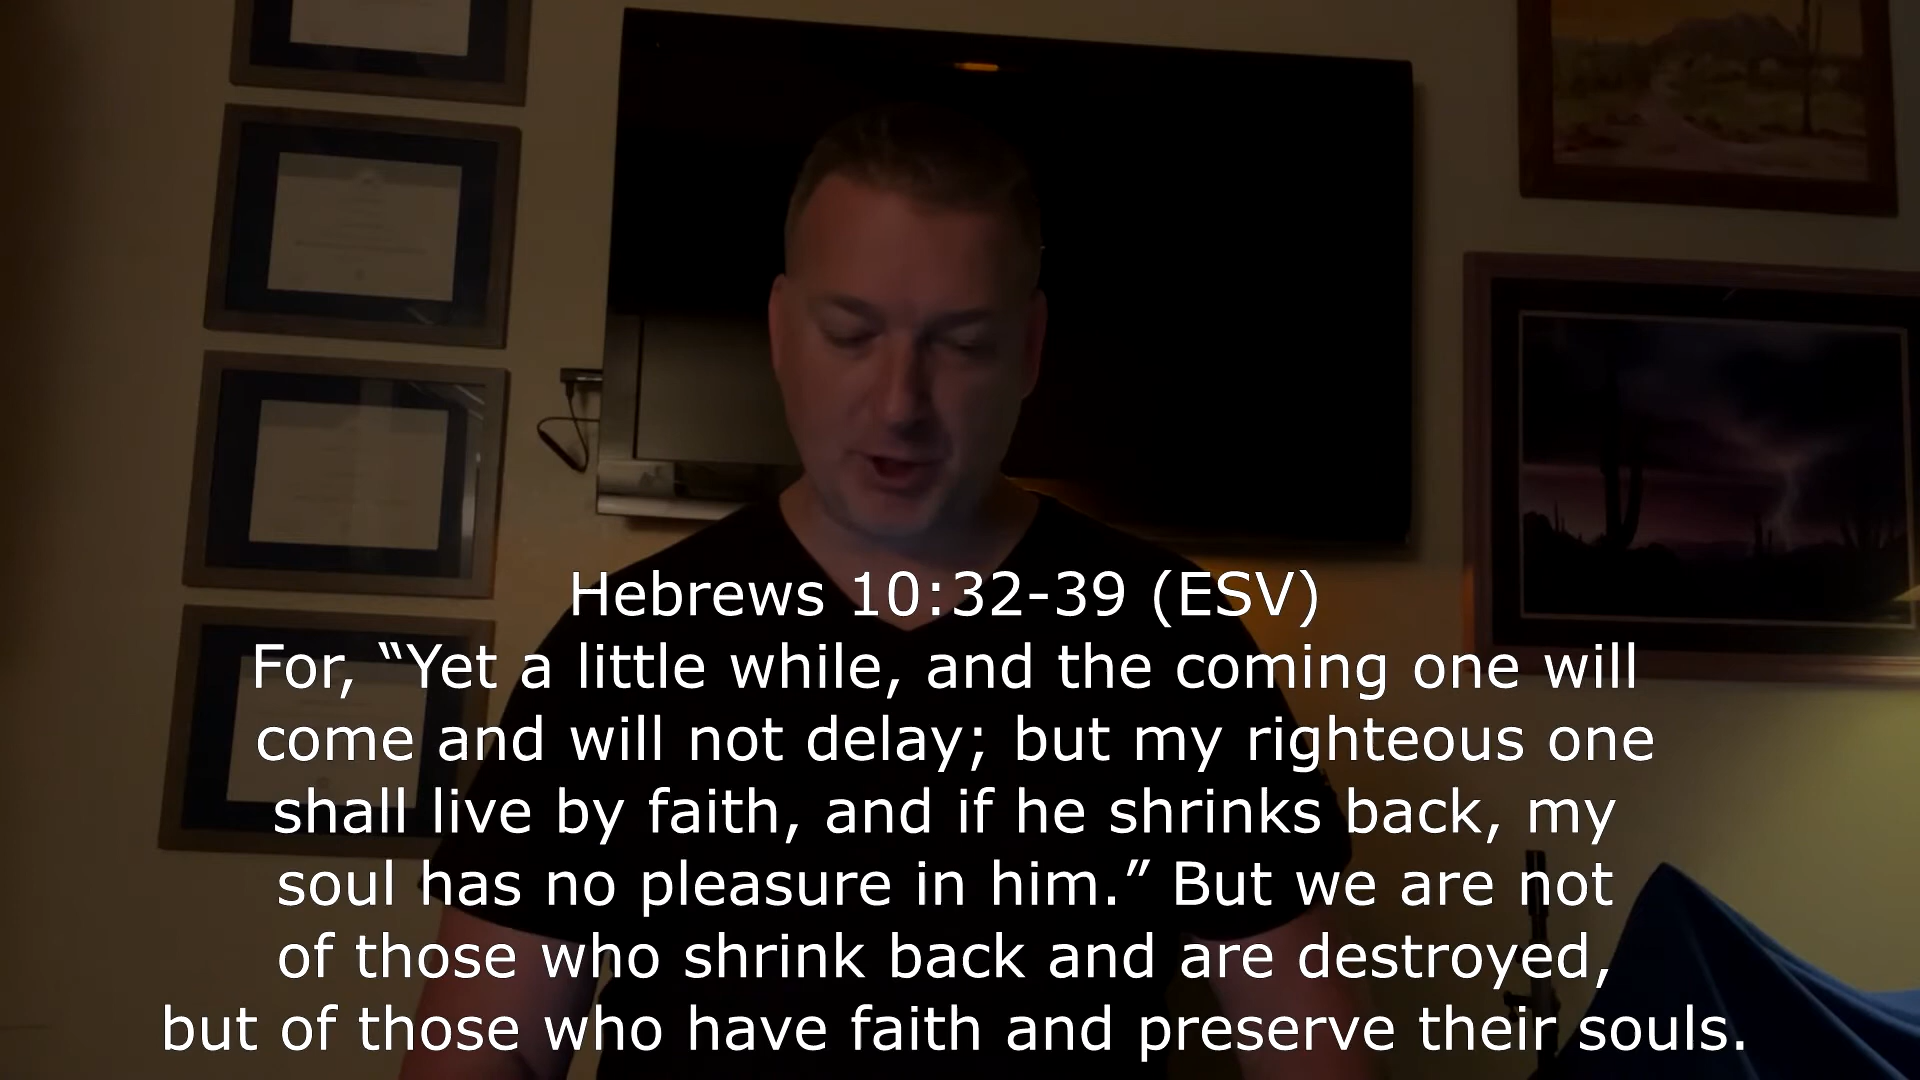 Hebrews 10:32-39 (ESV)
For, “Yet a little while, and the coming one will
come and will not delay; but my righteous one
shall live by faith, and if he shrinks back, my
soul has no pleasure in him.” But we are not
of those who shrink back and are destroyed,
but of those who have faith and preserve their souls.